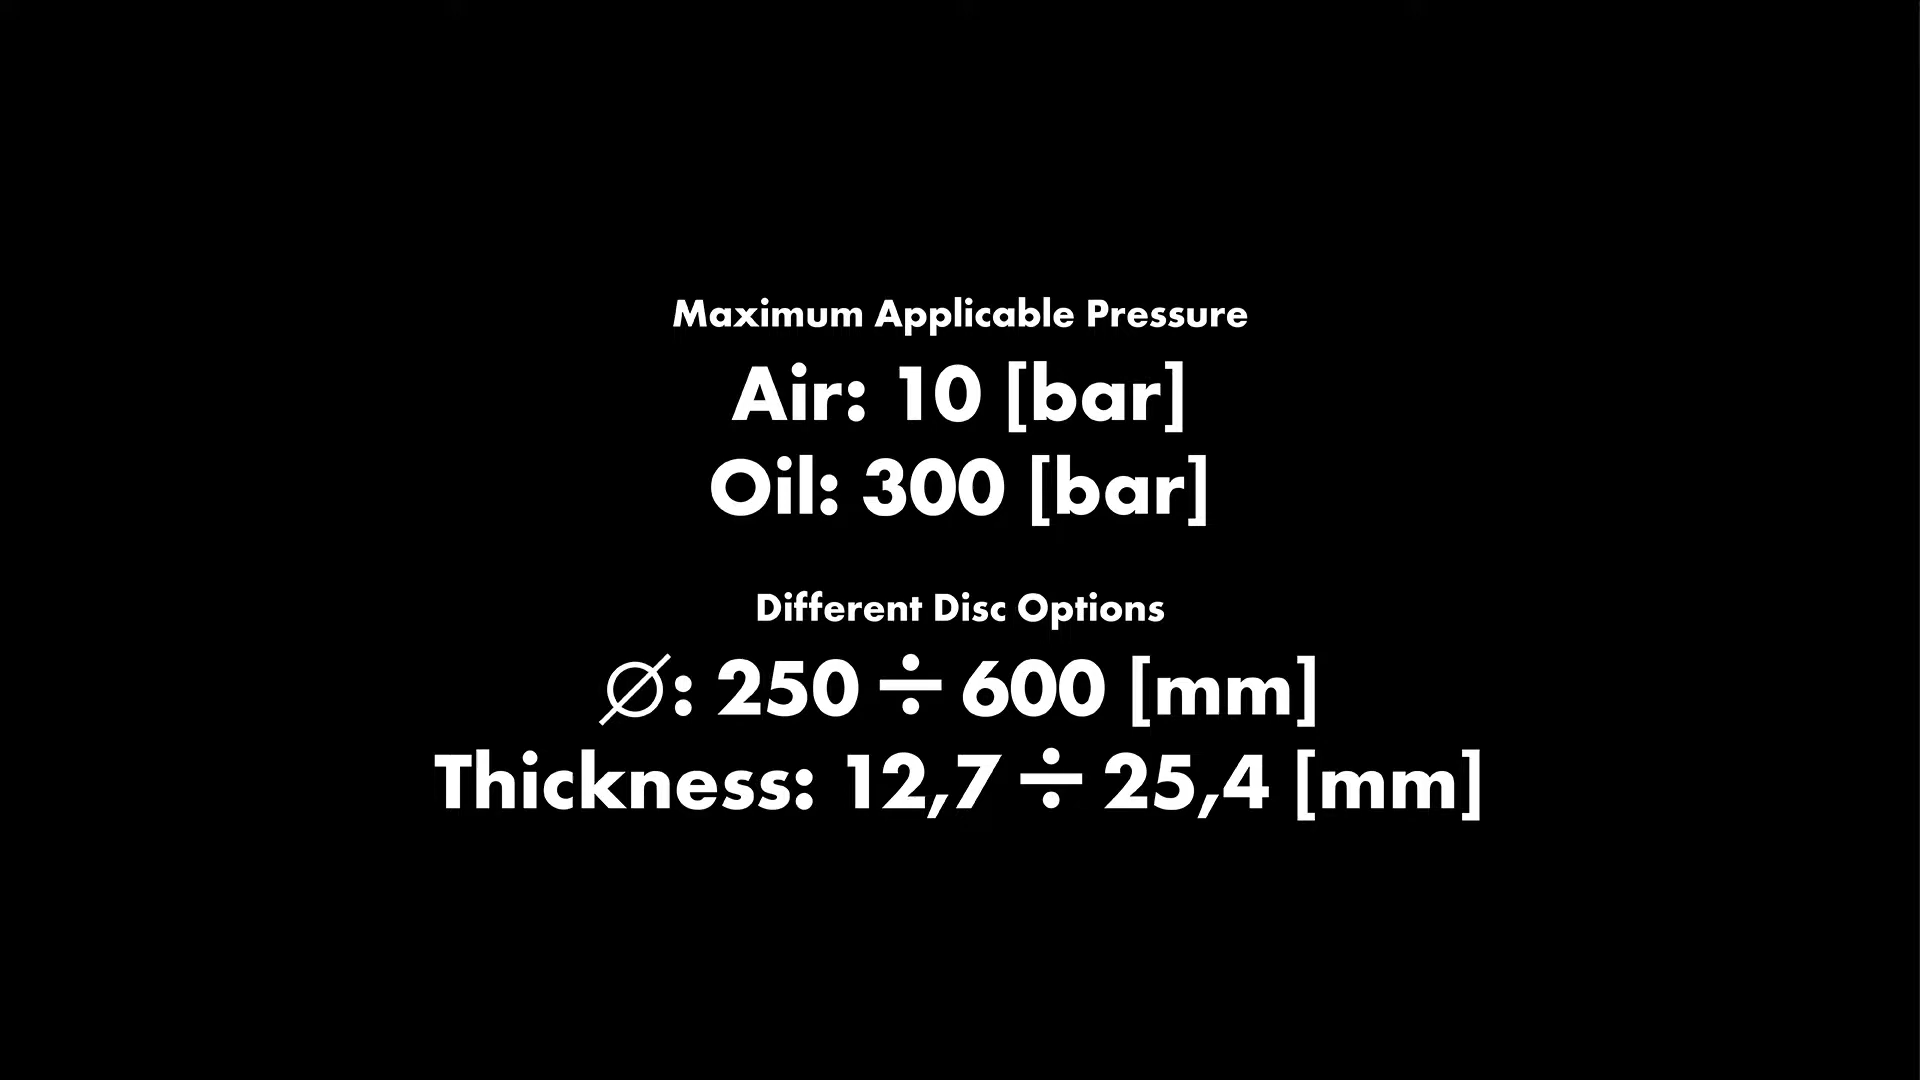 Maximum Applicable Pressure
Air: 10 [bar]
Oil: 300 [bar]
Different Disc Options
∅: 250 ÷ 600 [mm]
Thickness: 12,7 ÷ 25,4 [mm]